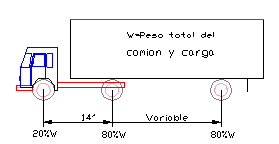 W=Peso total del
camion y carga
14'
Variable
20%W
80%W
80%W